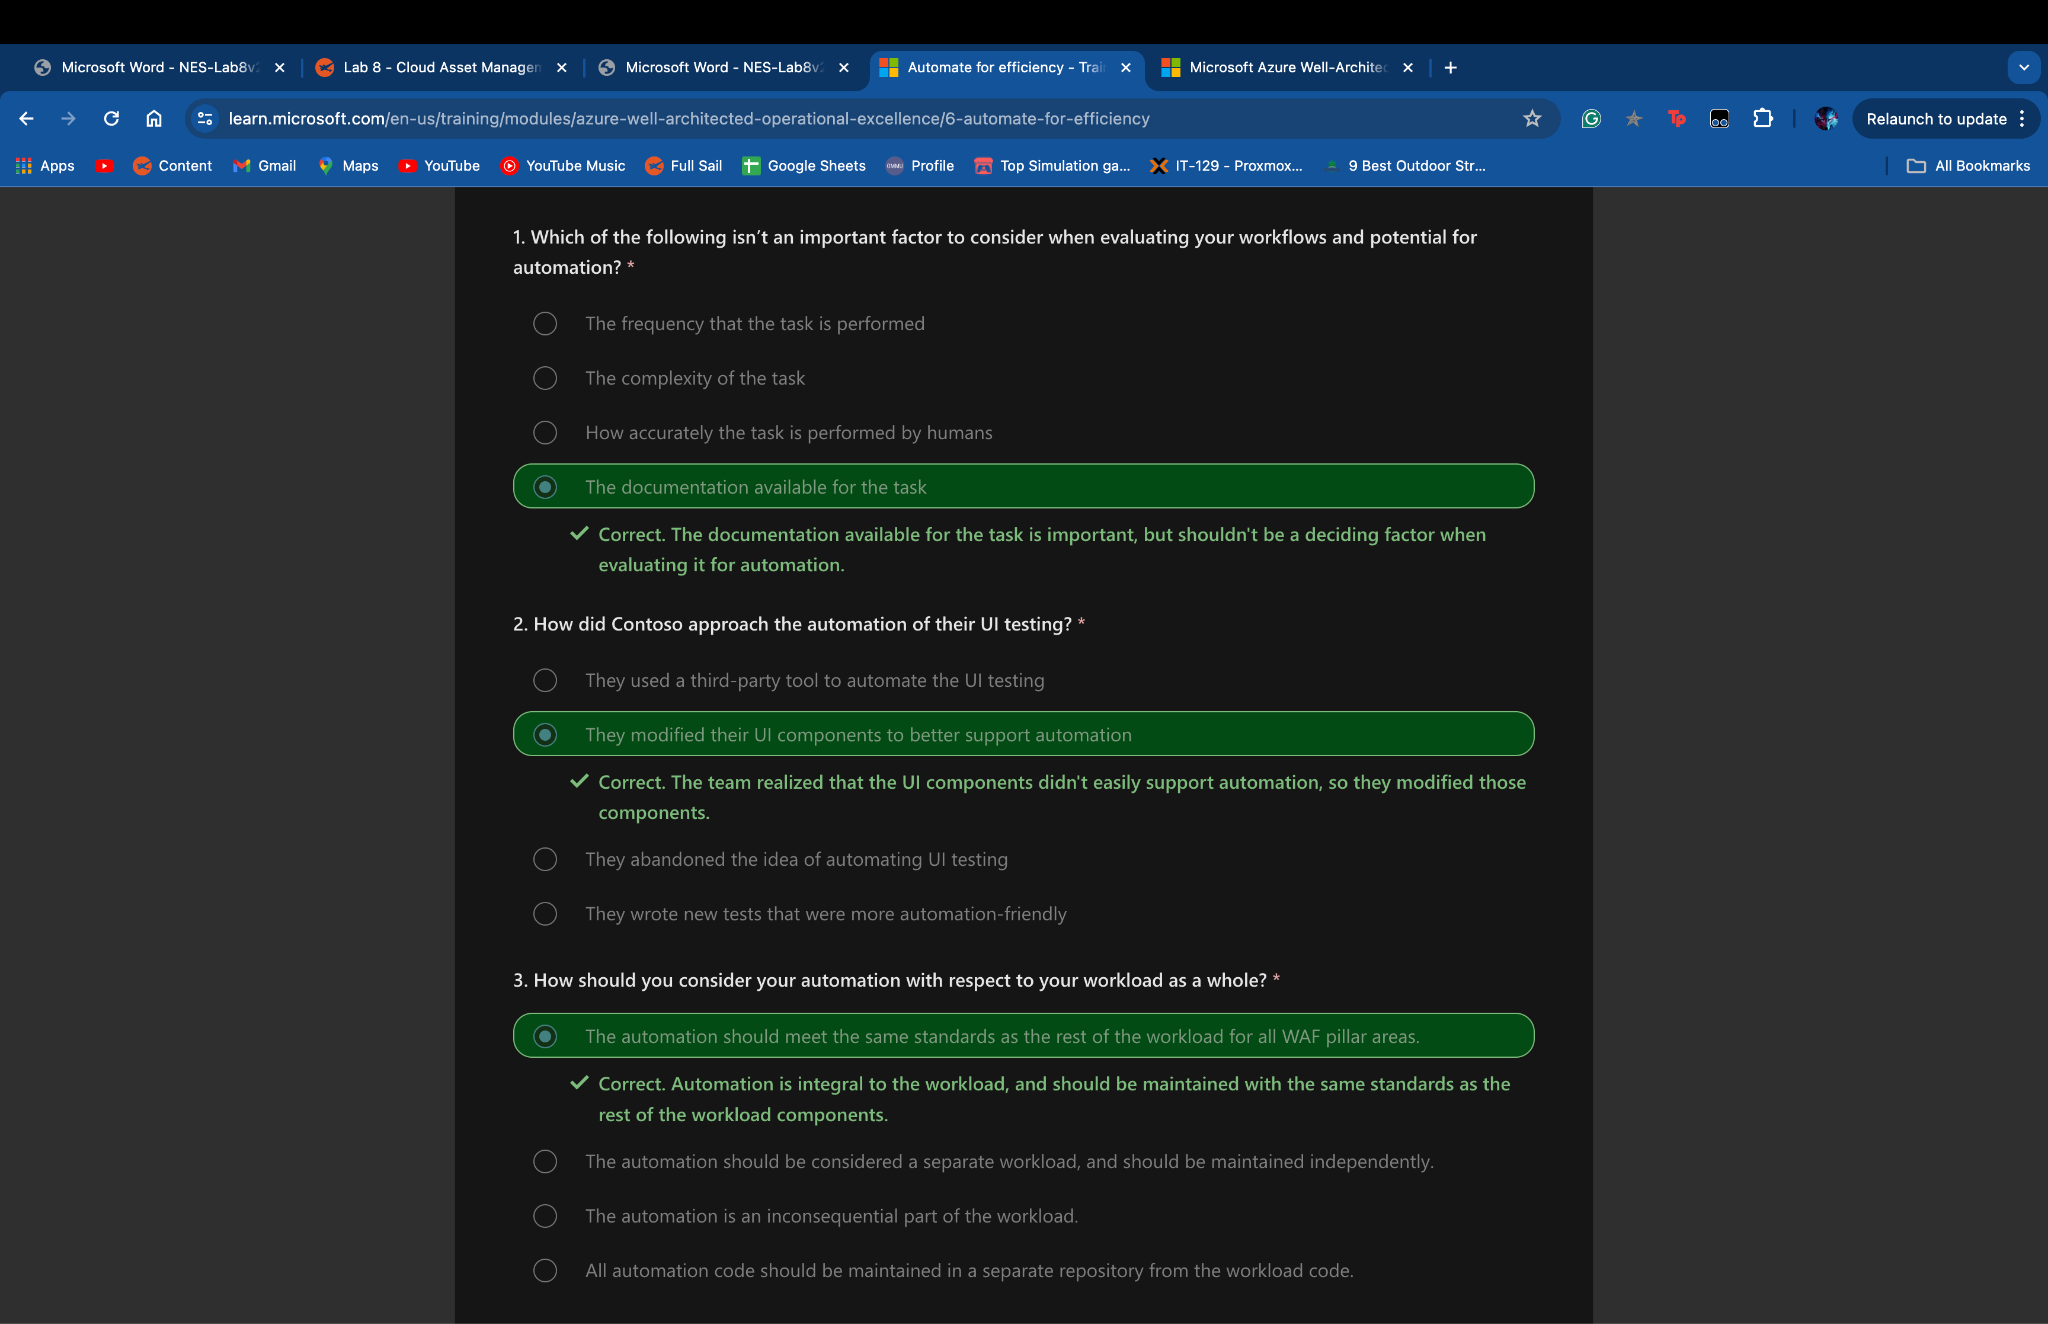 Microsoft Word - NES-Lab8v
Lab 8 - Cloud Asset Manage
Microsoft Word - NES-Lab8v
Automate for efficiency - Trai
Microsoft Azure Well-Archite
learn.microsoft.com/en-us/training/modules/azure-well-architected-operational-excellence/6-automate-for-efficiency
Tp
Relaunch to update
Apps
Content
Gmail
Maps
YouTube
YouTube Music
Full Sail
Google Sheets
Profile
Top Simulation ga...
IT-129 - Proxmox...
9 Best Outdoor Str...
All Bookmarks
1. Which of the following isn’t an important factor to consider when evaluating your workflows and potential for
automation? *
The frequency that the task is performed
The complexity of the task
How accurately the task is performed by humans
The documentation available for the task
Correct. The documentation available for the task is important, but shouldn't be a deciding factor when
evaluating it for automation.
2. How did Contoso approach the automation of their UI testing? *
They used a third-party tool to automate the UI testing
They modified their UI components to better support automation
Correct. The team realized that the UI components didn't easily support automation, so they modified those
components.
They abandoned the idea of automating UI testing
They wrote new tests that were more automation-friendly
3. How should you consider your automation with respect to your workload as a whole? *
The automation should meet the same standards as the rest of the workload for all WAF pillar areas.
Correct. Automation is integral to the workload, and should be maintained with the same standards as the
rest of the workload components.
The automation should be considered a separate workload, and should be maintained independently.
The automation is an inconsequential part of the workload.
All automation code should be maintained in a separate repository from the workload code.